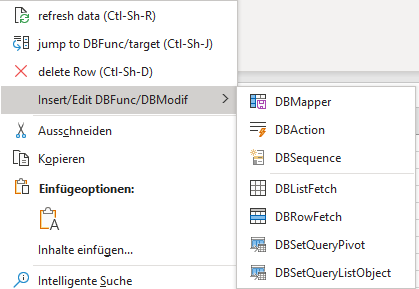 refresh data (Ctl-Sh-R)
jump to DBFunc/target (Ctl-Sh-J)
delete Row (Ctl-Sh-D)
Insert/Edit DBFunc/DBModif
Ausschneiden
Kopieren
Einfügeoptionen:
Inhalte einfügen...
Intelligente Suche
DBMapper
DBAction
DBSequence
DBListFetch
DBRowFetch
DBSetQueryPivot
DBSetQueryListObject